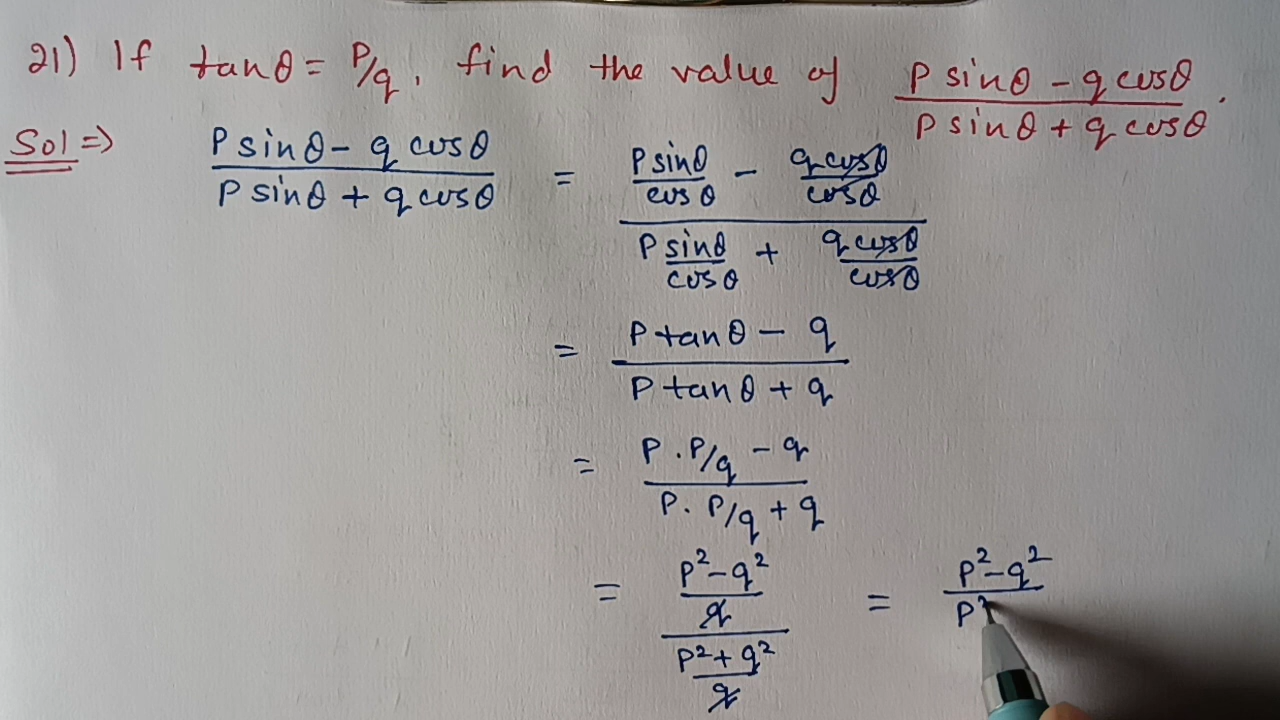 21) If tanθ = P/q, find the value of (P sinθ - q cosθ)/(P sinθ + q cosθ).
Sol => (P sinθ - q cosθ)/(P sinθ + q cosθ) = (P sinθ/cosθ - q cosθ/cosθ)/(P sinθ/cosθ + q cosθ/cosθ)
= (P tanθ - q)/(P tanθ + q)
= (P . P/q - q)/(P . P/q + q)
= ((P² - q²)/q)/((P² + q²)/q) = (P² - q²)/P²